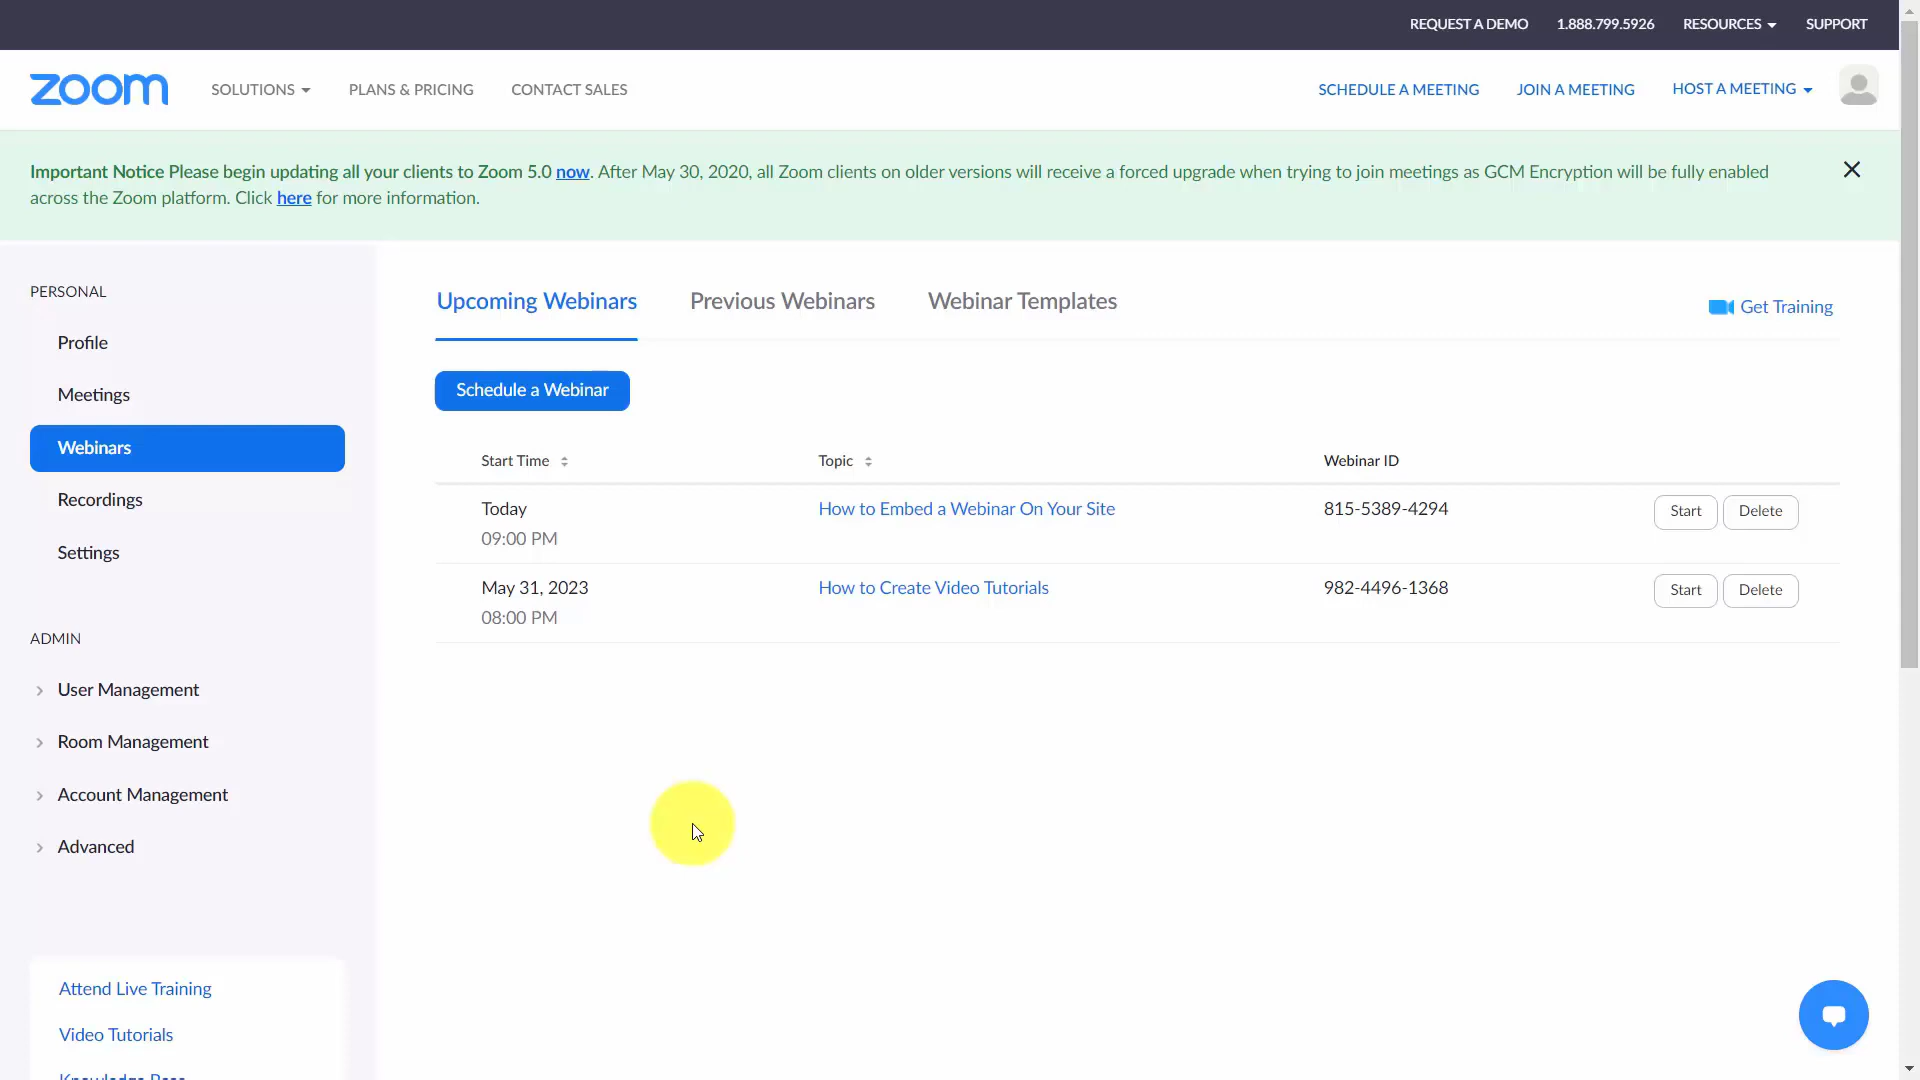 REQUEST A DEMO 1.888.799.5926 RESOURCES SUPPORT
zoom SOLUTIONS PLANS & PRICING CONTACT SALES SCHEDULE A MEETING JOIN A MEETING HOST A MEETING
Important Notice Please begin updating all your clients to Zoom 5.0 now. After May 30, 2020, all Zoom clients on older versions will receive a forced upgrade when trying to join meetings as GCM Encryption will be fully enabled
across the Zoom platform. Click here for more information.
PERSONAL
Profile
Meetings
Webinars
Recordings
Settings
ADMIN
User Management
Room Management
Account Management
Advanced
Attend Live Training
Video Tutorials
Upcoming Webinars Previous Webinars Webinar Templates Get Training
Schedule a Webinar
Start Time Topic Webinar ID
Today How to Embed a Webinar On Your Site 815-5389-4294 Start Delete
09:00 PM
May 31, 2023 How to Create Video Tutorials 982-4496-1368 Start Delete
08:00 PM